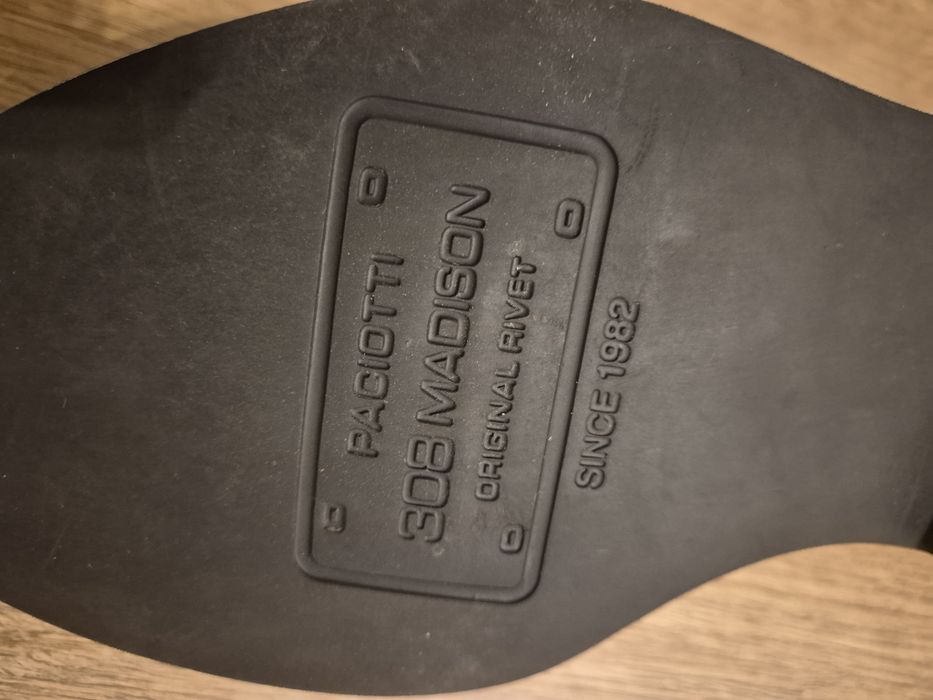 PACIOTTI
308 MADISON
ORIGINAL RIVET
SINCE 1982